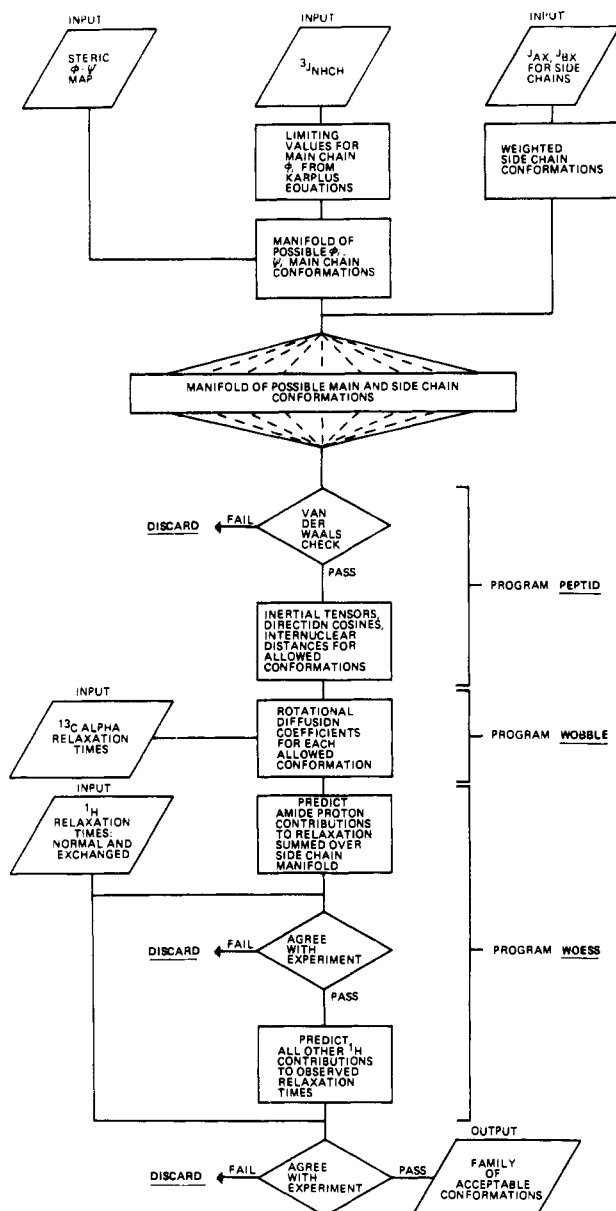 INPUT
STERIC
φ - ψ
MAP
INPUT
³JNHCH
INPUT
JAX, JBX
FOR SIDE
CHAINS
LIMITING
VALUES FOR
MAIN CHAIN
φ, FROM
KARPLUS
EQUATIONS
WEIGHTED
SIDE CHAIN
CONFORMATIONS
MANIFOLD OF
POSSIBLE φ,
ψ, MAIN CHAIN
CONFORMATIONS
MANIFOLD OF POSSIBLE MAIN AND SIDE CHAIN
CONFORMATIONS
VAN
DER
WAALS
CHECK
FAIL
DISCARD
PASS
PROGRAM PEPTID
INERTIAL TENSORS,
DIRECTION COSINES,
INTERNUCLEAR
DISTANCES FOR
ALLOWED
CONFORMATIONS
INPUT
¹³C ALPHA
RELAXATION
TIMES
ROTATIONAL
DIFFUSION
COEFFICIENTS
FOR EACH
ALLOWED
CONFORMATION
PROGRAM WOBBLE
INPUT
¹H
RELAXATION
TIMES:
NORMAL AND
EXCHANGED
PREDICT
AMIDE PROTON
CONTRIBUTIONS
TO RELAXATION
SUMMED OVER
SIDE CHAIN
MANIFOLD
AGREE
WITH
EXPERIMENT
FAIL
DISCARD
PASS
PROGRAM WOESS
PREDICT
ALL OTHER ¹H
CONTRIBUTIONS
TO OBSERVED
RELAXATION
TIMES
AGREE
WITH
EXPERIMENT
FAIL
DISCARD
PASS
OUTPUT
FAMILY
OF
ACCEPTABLE
CONFORMATIONS